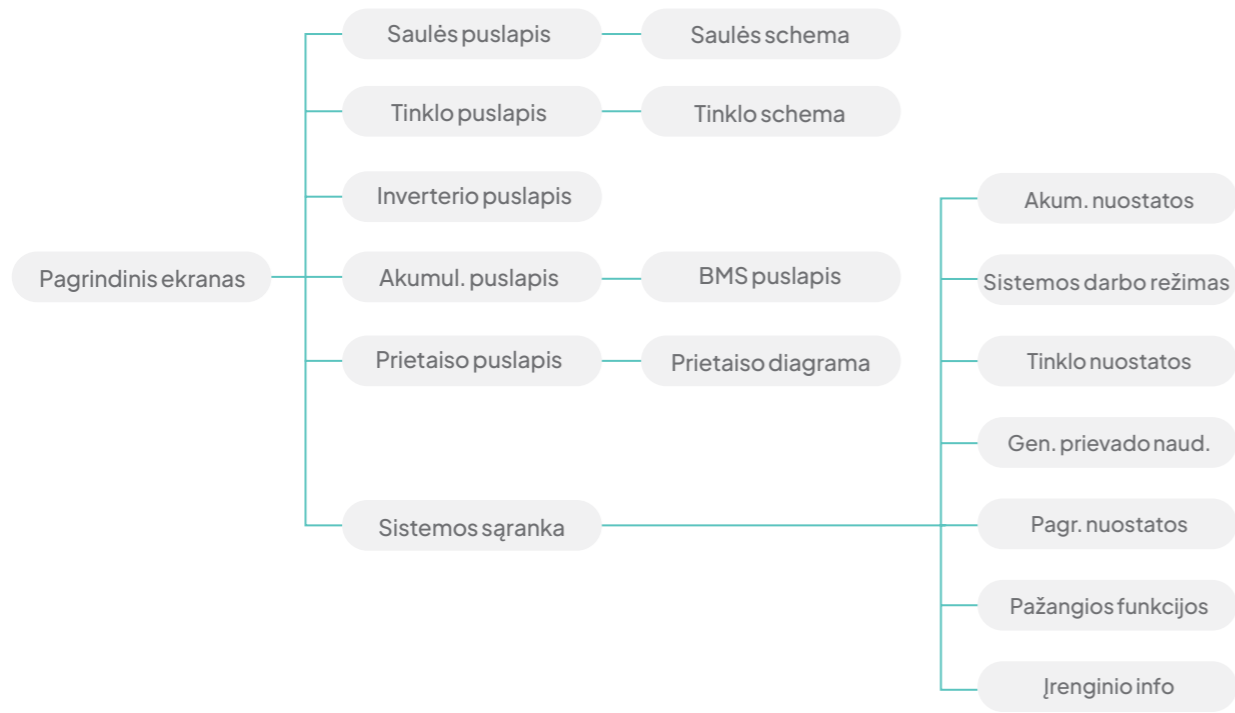 Saulės puslapis
Saulės schema
Tinklo puslapis
Tinklo schema
Inverterio puslapis
Akum. nuostatos
Pagrindinis ekranas
Akumul. puslapis
BMS puslapis
Sistemos darbo režimas
Prietaiso puslapis
Prietaiso diagrama
Tinklo nuostatos
Gen. prievado naud.
Sistemos sąranka
Pagr. nuostatos
Pažangios funkcijos
Įrenginio info